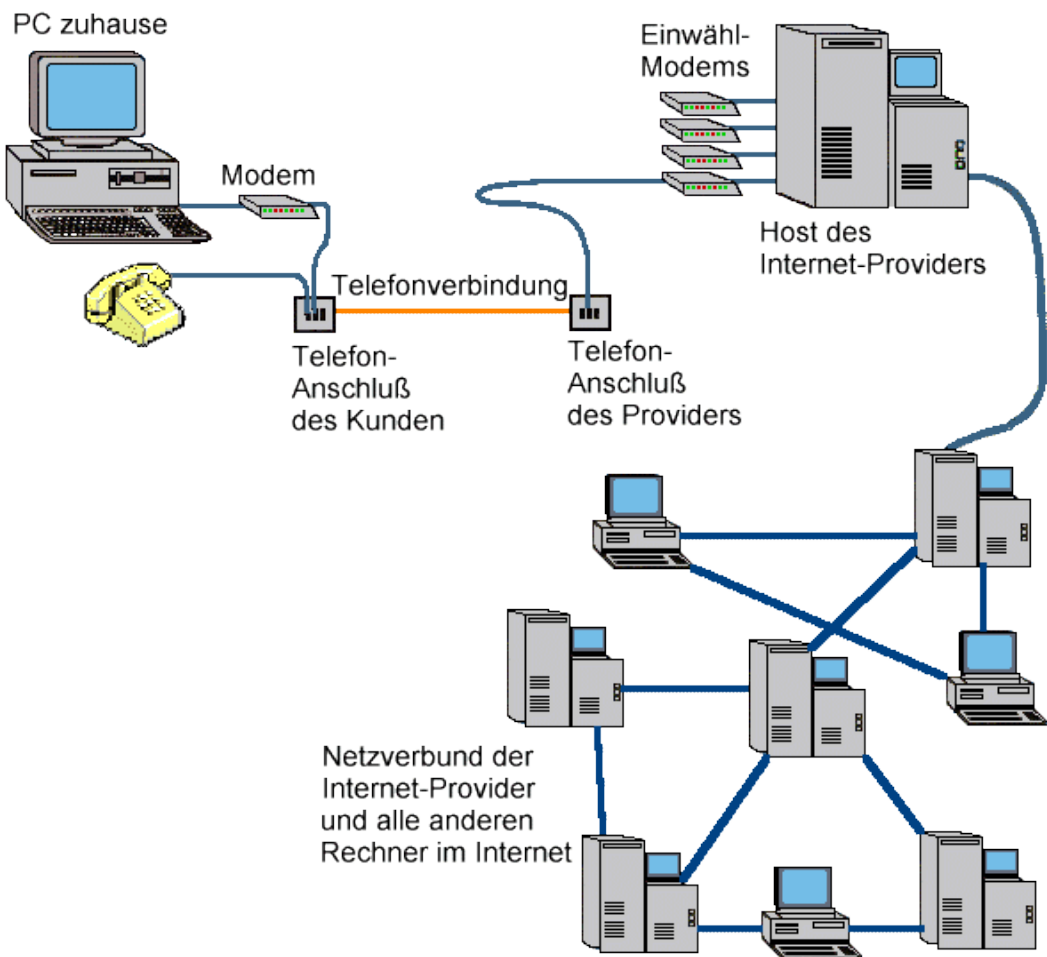 PC zuhause
Einwähl-
Modems
Modem
Host des
Internet-Providers
Telefonverbindung
Telefon-
Anschluß
des Kunden
Telefon-
Anschluß
des Providers
Netzverbund der
Internet-Provider
und alle anderen
Rechner im Internet